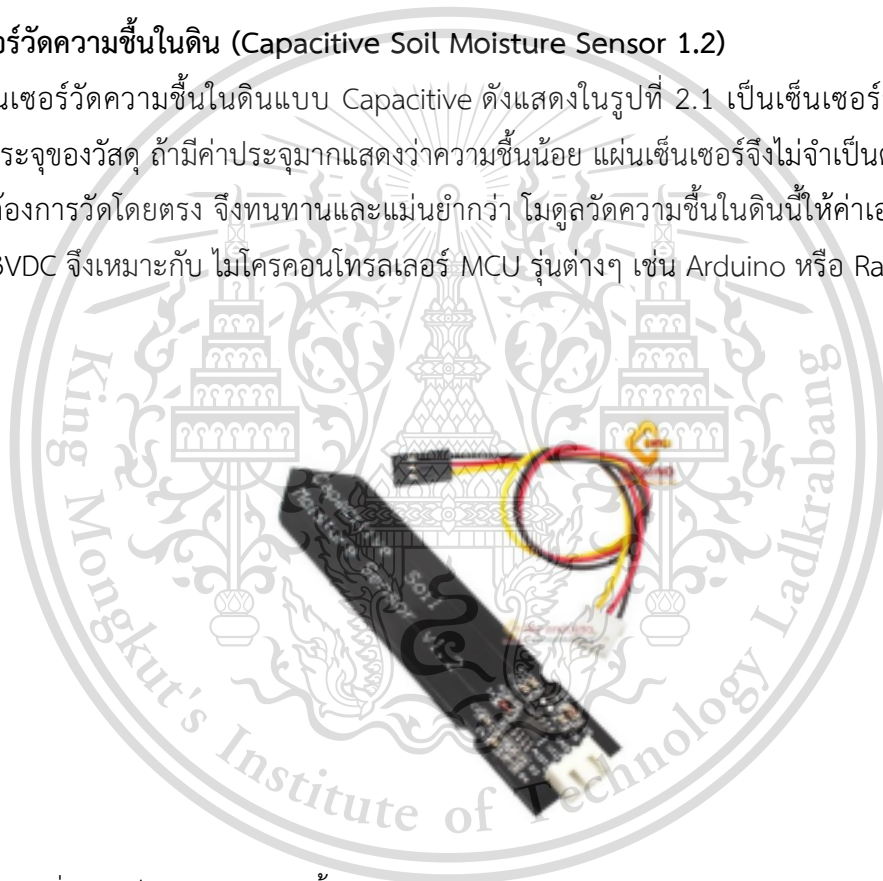 อร์วัดความชื้นในดิน (Capacitive Soil Moisture Sensor 1.2)
นเซอร์วัดความชื้นในดินแบบ Capacitive ดังแสดงในรูปที่ 2.1 เป็นเซ็นเซอร์
ระจุของวัสดุ ถ้ามีค่าประจุมากแสดงว่าความชื้นน้อย แผ่นเซ็นเซอร์จึงไม่จำเป็น
้องการวัดโดยตรง จึงทนทานและแม่นยำกว่า โมดูลวัดความชื้นในดินนี้ให้ค่า
3VDC จึงเหมาะกับ ไมโครคอนโทรลเลอร์ MCU รุ่นต่างๆ เช่น Arduino หรือ Ra
King Mongkut's Institute of Technology Ladkrabang
Capacitive Soil
Moisture Sensor v1.2